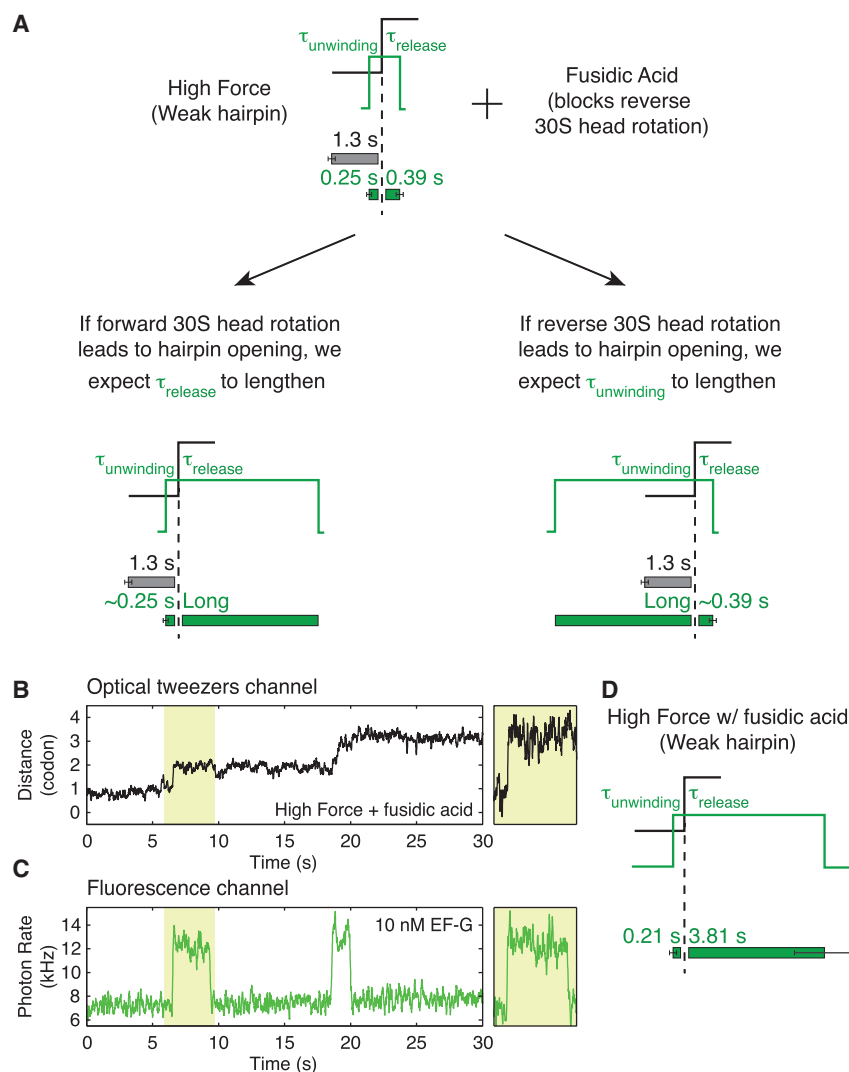 A
τunwinding τrelease
High Force
(Weak hairpin)
Fusidic Acid
(blocks reverse
30S head rotation)
+
1.3 s
0.25 s 0.39 s
If forward 30S head rotation
leads to hairpin opening, we
expect τrelease to lengthen
If reverse 30S head rotation
leads to hairpin opening, we
expect τunwinding to lengthen
τunwinding τrelease
1.3 s
~0.25 s Long
τunwinding τrelease
1.3 s
Long ~0.39 s
B
Optical tweezers channel
Distance
(codon)
4
3
2
1
0
High Force + fusidic acid
0 5 10 15 20 25 30
Time (s)
C
Fluorescence channel
Photon Rate
(kHz)
14
12
10
8
6
10 nM EF-G
0 5 10 15 20 25 30
Time (s)
D
High Force w/ fusidic acid
(Weak hairpin)
τunwinding τrelease
0.21 s 3.81 s